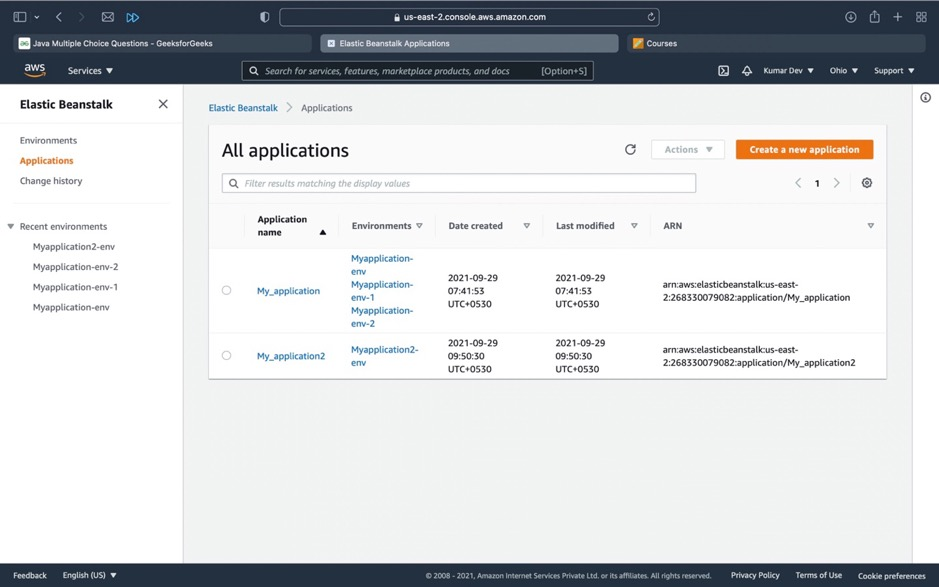 us-east-2.console.aws.amazon.com
Java Multiple Choice Questions - GeeksforGeeks
Elastic Beanstalk Applications
Courses
aws
Services
Search for services, features, marketplace products, and docs
[Option+S]
Kumar Dev
Ohio
Support
Elastic Beanstalk
Environments
Applications
Change history
Recent environments
Myapplication2-env
Myapplication-env-2
Myapplication-env-1
Myapplication-env
Elastic Beanstalk
Applications
All applications
Actions
Create a new application
Filter results matching the display values
1
Application
name
Environments
Date created
Last modified
ARN
My_application
Myapplication-
env
Myapplication-
env-1
Myapplication-
env-2
2021-09-29
07:41:53
UTC+0530
2021-09-29
07:41:53
UTC+0530
arn:aws:elasticbeanstalk:us-east-
2:268330079082:application/My_application
My_application2
Myapplication2-
env
2021-09-29
09:50:30
UTC+0530
2021-09-29
09:50:30
UTC+0530
arn:aws:elasticbeanstalk:us-east-
2:268330079082:application/My_application2
Feedback
English (US)
© 2008 - 2021, Amazon Internet Services Private Ltd. or its affiliates. All rights reserved.
Privacy Policy
Terms of Use
Cookie preferences